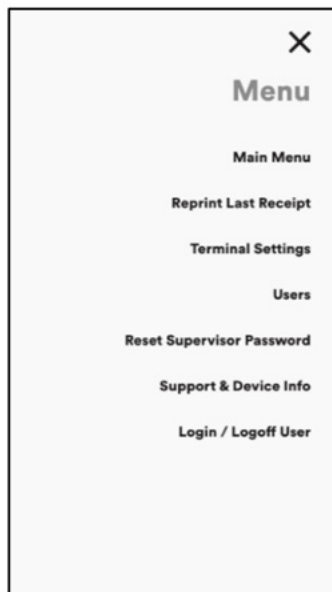 Menu
Main Menu
Reprint Last Receipt
Terminal Settings
Users
Reset Supervisor Password
Support & Device Info
Login / Logoff User